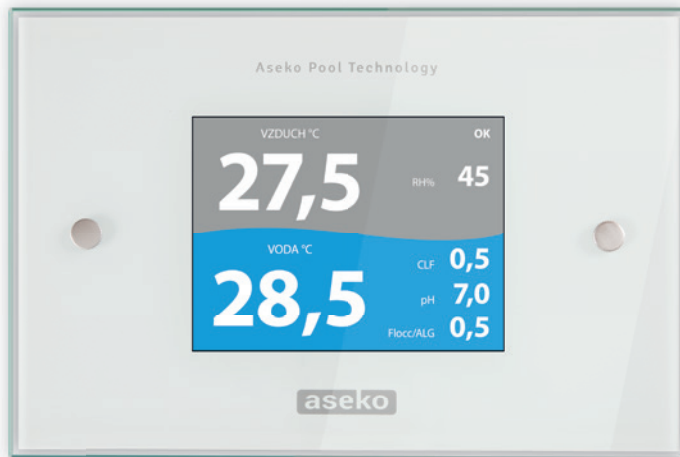 Aseko Pool Technology
VZDUCH °C
OK
27,5
RH% 45
VODA °C
28,5
CLF 0,5
pH 7,0
Flocc/ALG 0,5
aseko